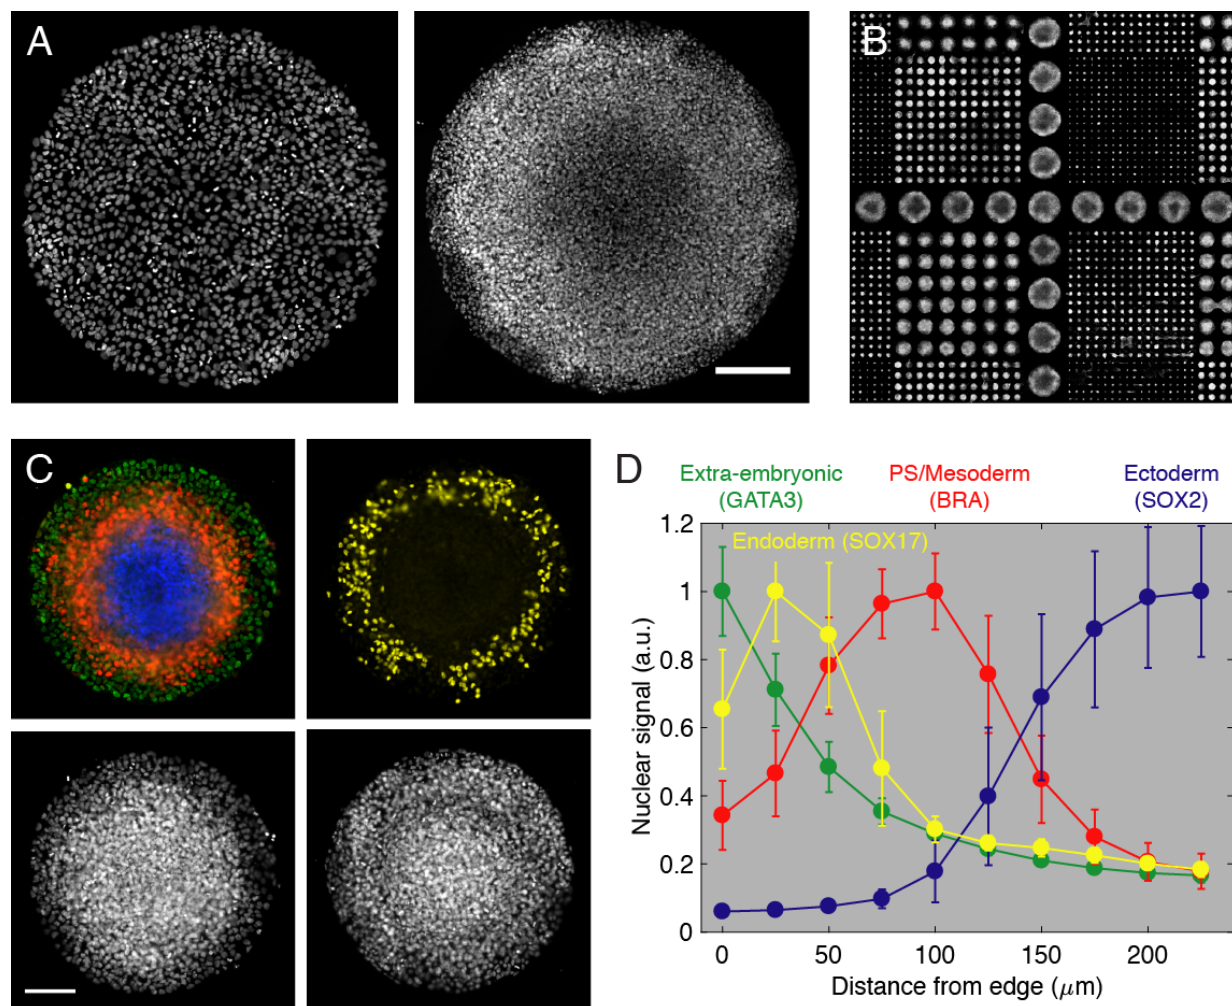 A
B
C
D
Extra-embryonic
(GATA3)
PS/Mesoderm
(BRA)
Ectoderm
(SOX2)
Endoderm (SOX17)
Nuclear signal (a.u.)
1.2
1
0.8
0.6
0.4
0.2
0
0 50 100 150 200
Distance from edge (μm)